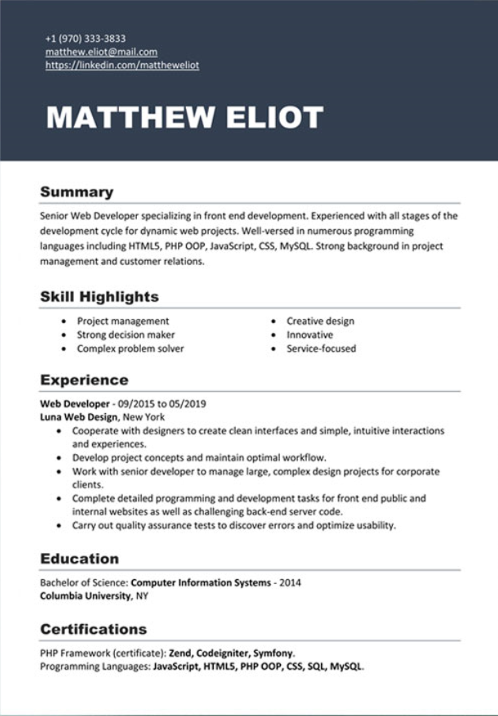 +1 (970) 333-3833
matthew.eliot@mail.com
https://linkedin.com/mattheweliot
MATTHEW ELIOT
Summary
Senior Web Developer specializing in front end development. Experienced with all stages of the
development cycle for dynamic web projects. Well-versed in numerous programming
languages including HTML5, PHP OOP, JavaScript, CSS, MySQL. Strong background in project
management and customer relations.
Skill Highlights
• Project management
• Strong decision maker
• Complex problem solver
• Creative design
• Innovative
• Service-focused
Experience
Web Developer - 09/2015 to 05/2019
Luna Web Design, New York
• Cooperate with designers to create clean interfaces and simple, intuitive interactions
and experiences.
• Develop project concepts and maintain optimal workflow.
• Work with senior developer to manage large, complex design projects for corporate
clients.
• Complete detailed programming and development tasks for front end public and
internal websites as well as challenging back-end server code.
• Carry out quality assurance tests to discover errors and optimize usability.
Education
Bachelor of Science: Computer Information Systems - 2014
Columbia University, NY
Certifications
PHP Framework (certificate): Zend, Codeigniter, Symfony.
Programming Languages: JavaScript, HTML5, PHP OOP, CSS, SQL, MySQL.